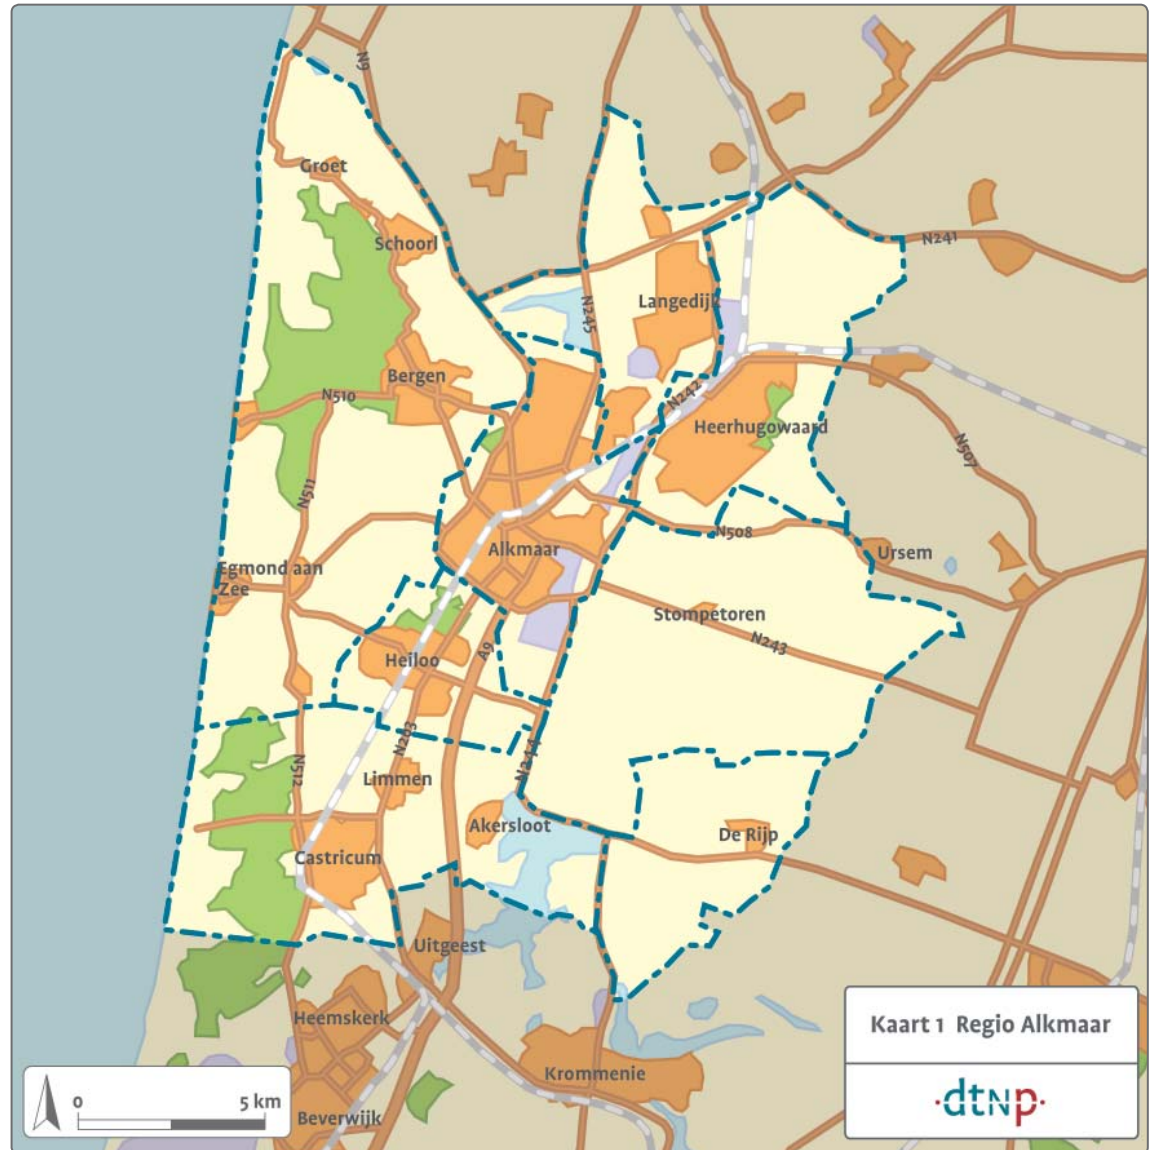 N9
Groet
Schoorl
N241
Langedijk
N245
Bergen
N510
N242
Heerhugowaard
N507
N511
N508
Alkmaar
Ursem
Egmond aan
Zee
Stompetoren
N243
Heiloo
A9
N203
N244
N512
Limmen
Akersloot
De Rijp
Castricum
Uitgeest
Heemskerk
Krommenie
Beverwijk
0 5 km
Kaart 1 Regio Alkmaar
·dtNp·